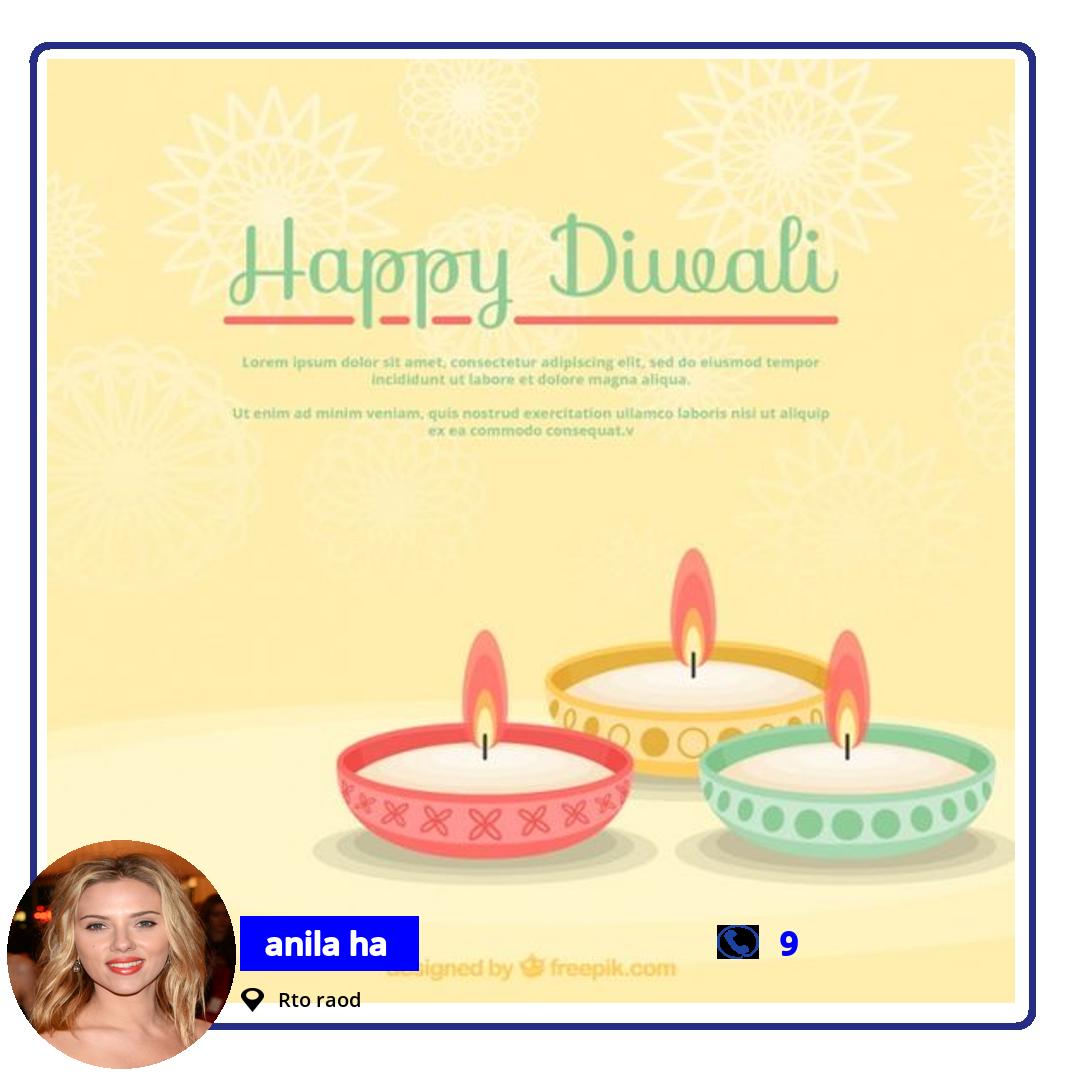 Happy Diwali
Lorem ipsum dolor sit amet, consectetur adipiscing elit, sed do eiusmod tempor
incididunt ut labore et dolore magna aliqua.
Ut enim ad minim veniam, quis nostrud exercitation ullamco laboris nisi ut aliquip
ex ea commodo consequat.v
anila ha
9
designed by freepik.com
Rto raod